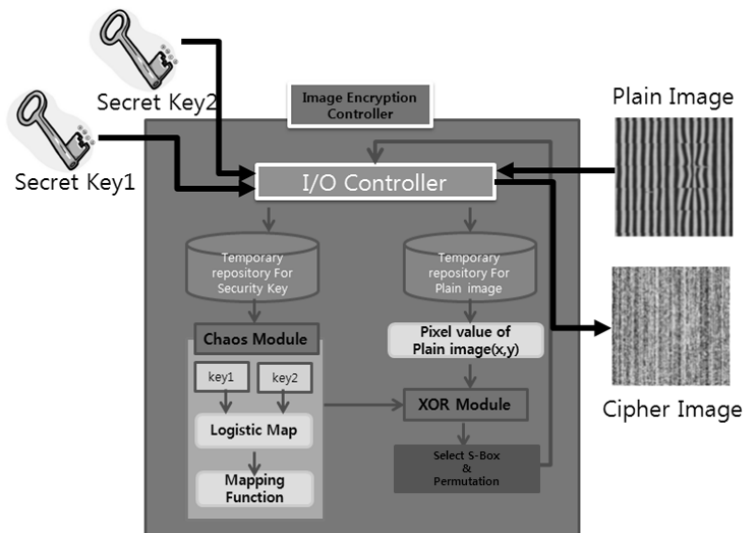 Secret Key2
Secret Key1
Image Encryption
Controller
Plain Image
I/O Controller
Temporary
repository For
Security Key
Temporary
repository For
Plain image
Chaos Module
Pixel value of
Plain image(x,y)
key1
key2
XOR Module
Logistic Map
Cipher Image
Select S-Box
&
Permutation
Mapping
Function